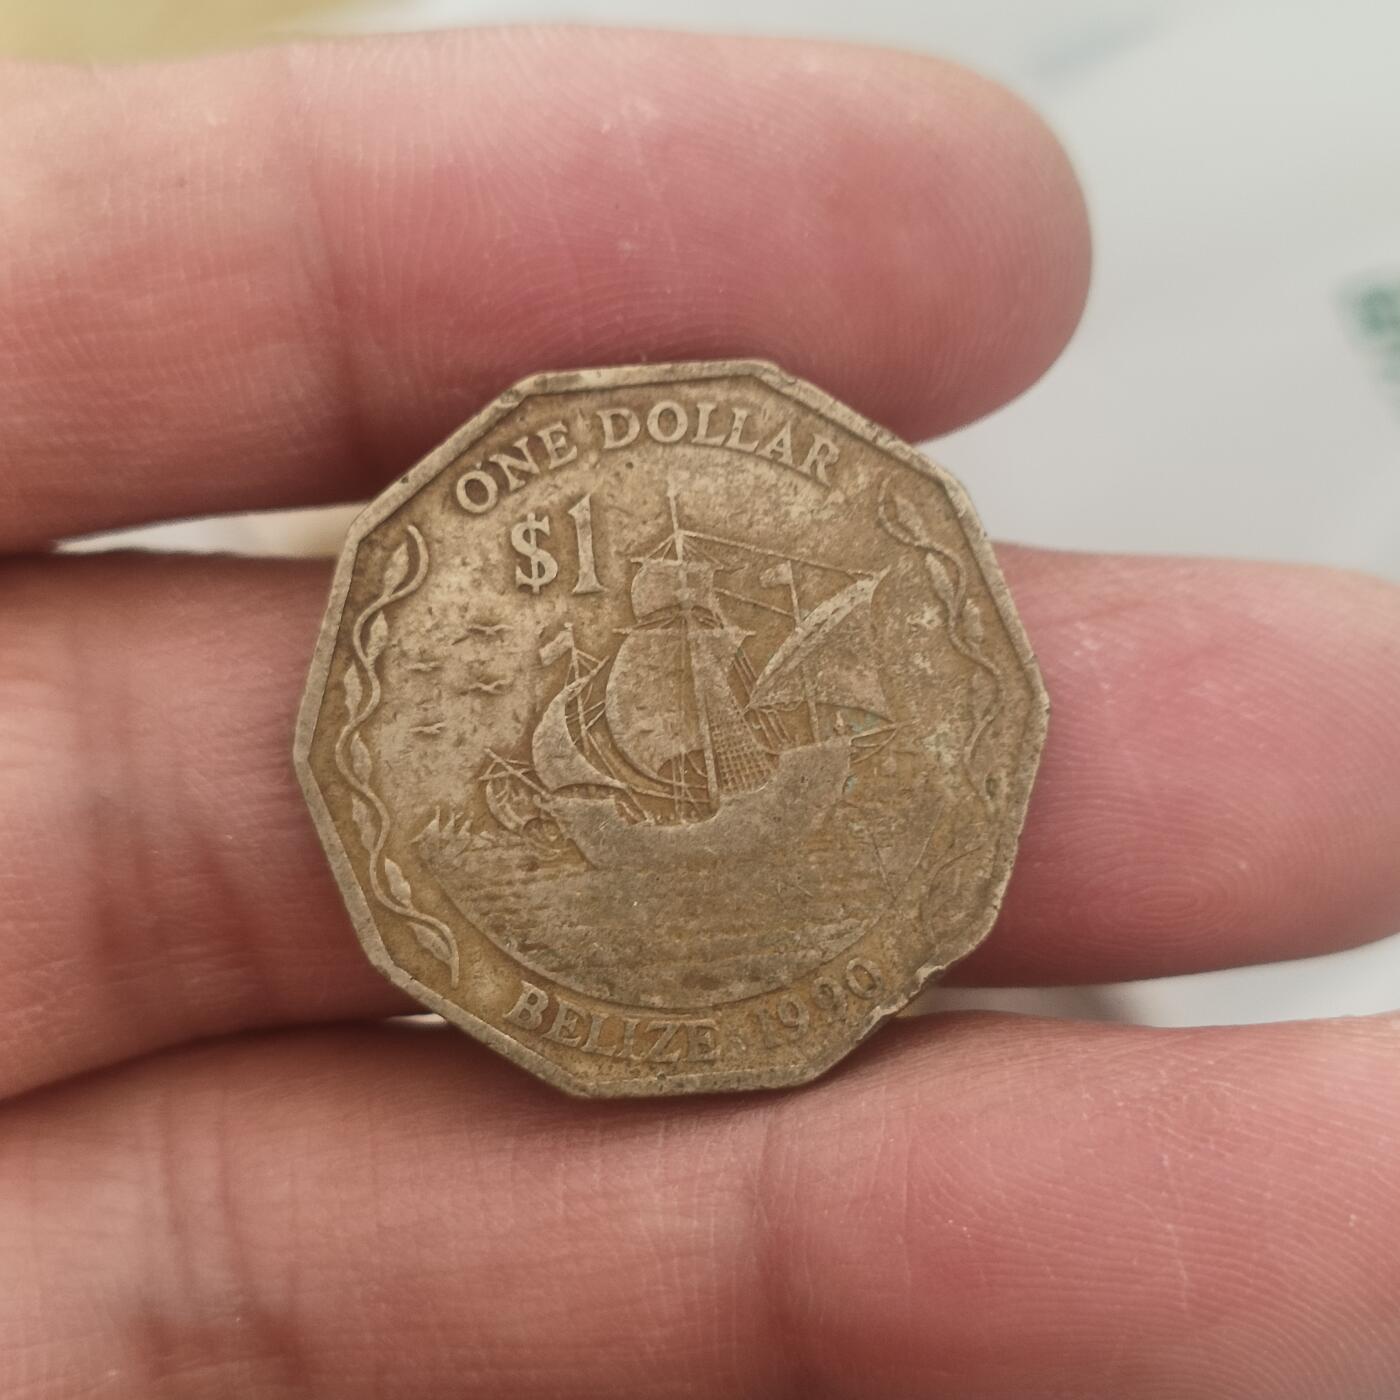 ONE DOLLAR
$1
BELIZE 1990